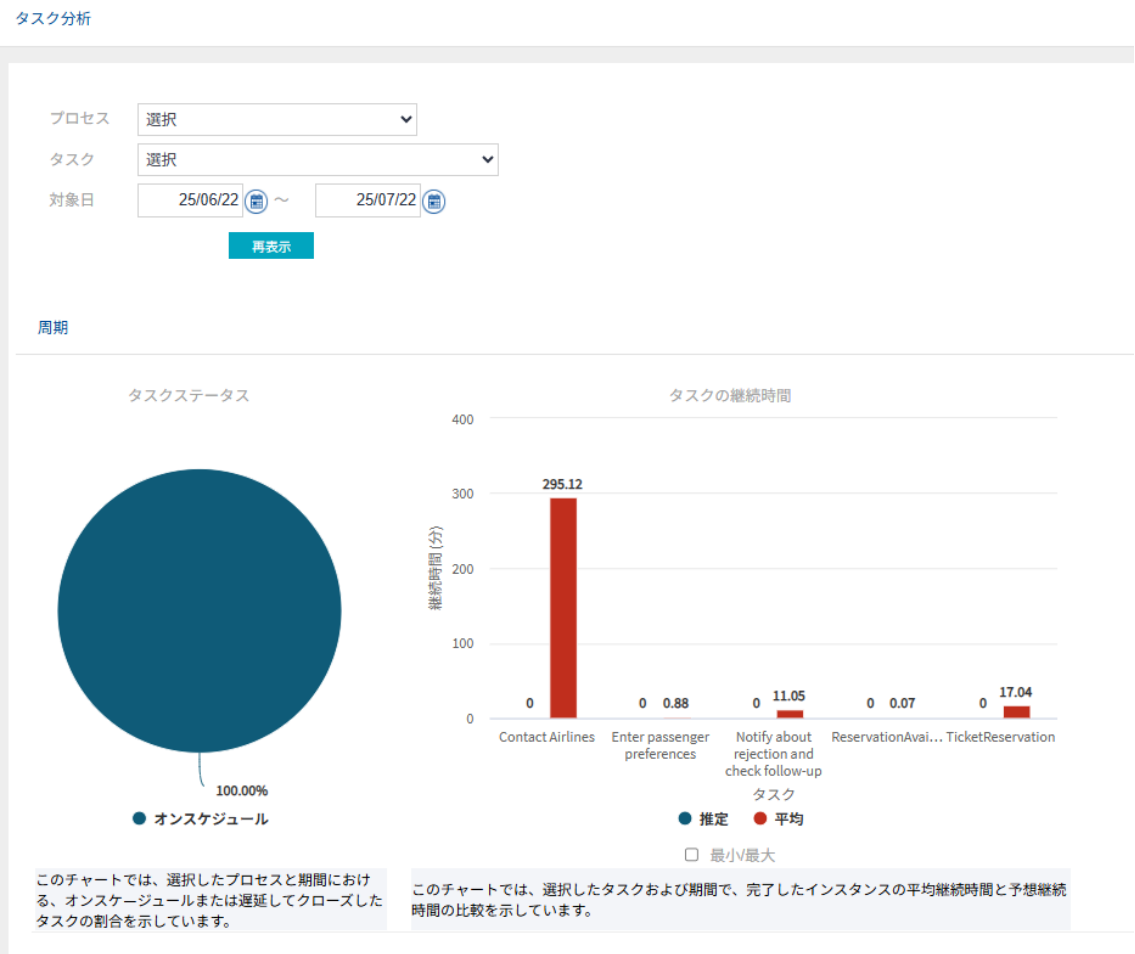 タスク分析
プロセス 選択
タスク 選択
対象日 25/06/22 ～ 25/07/22
再表示
周期
タスクステータス
100.00%
オンスケジュール
このチャートでは、選択したプロセスと期間におけ
る、オンスケージュールまたは遅延してクローズした
タスクの割合を示しています。
タスクの継続時間
継続時間 (分)
400
300
200
100
0
295.12
0
0 0.88
0 11.05
0 0.07
0 17.04
Contact Airlines
Enter passenger
preferences
Notify about
rejection and
check follow-up
ReservationAvai...
TicketReservation
タスク
推定 平均
最小/最大
このチャートでは、選択したタスクおよび期間で、完了したインスタンスの平均継続時間と予想継続
時間の比較を示しています。